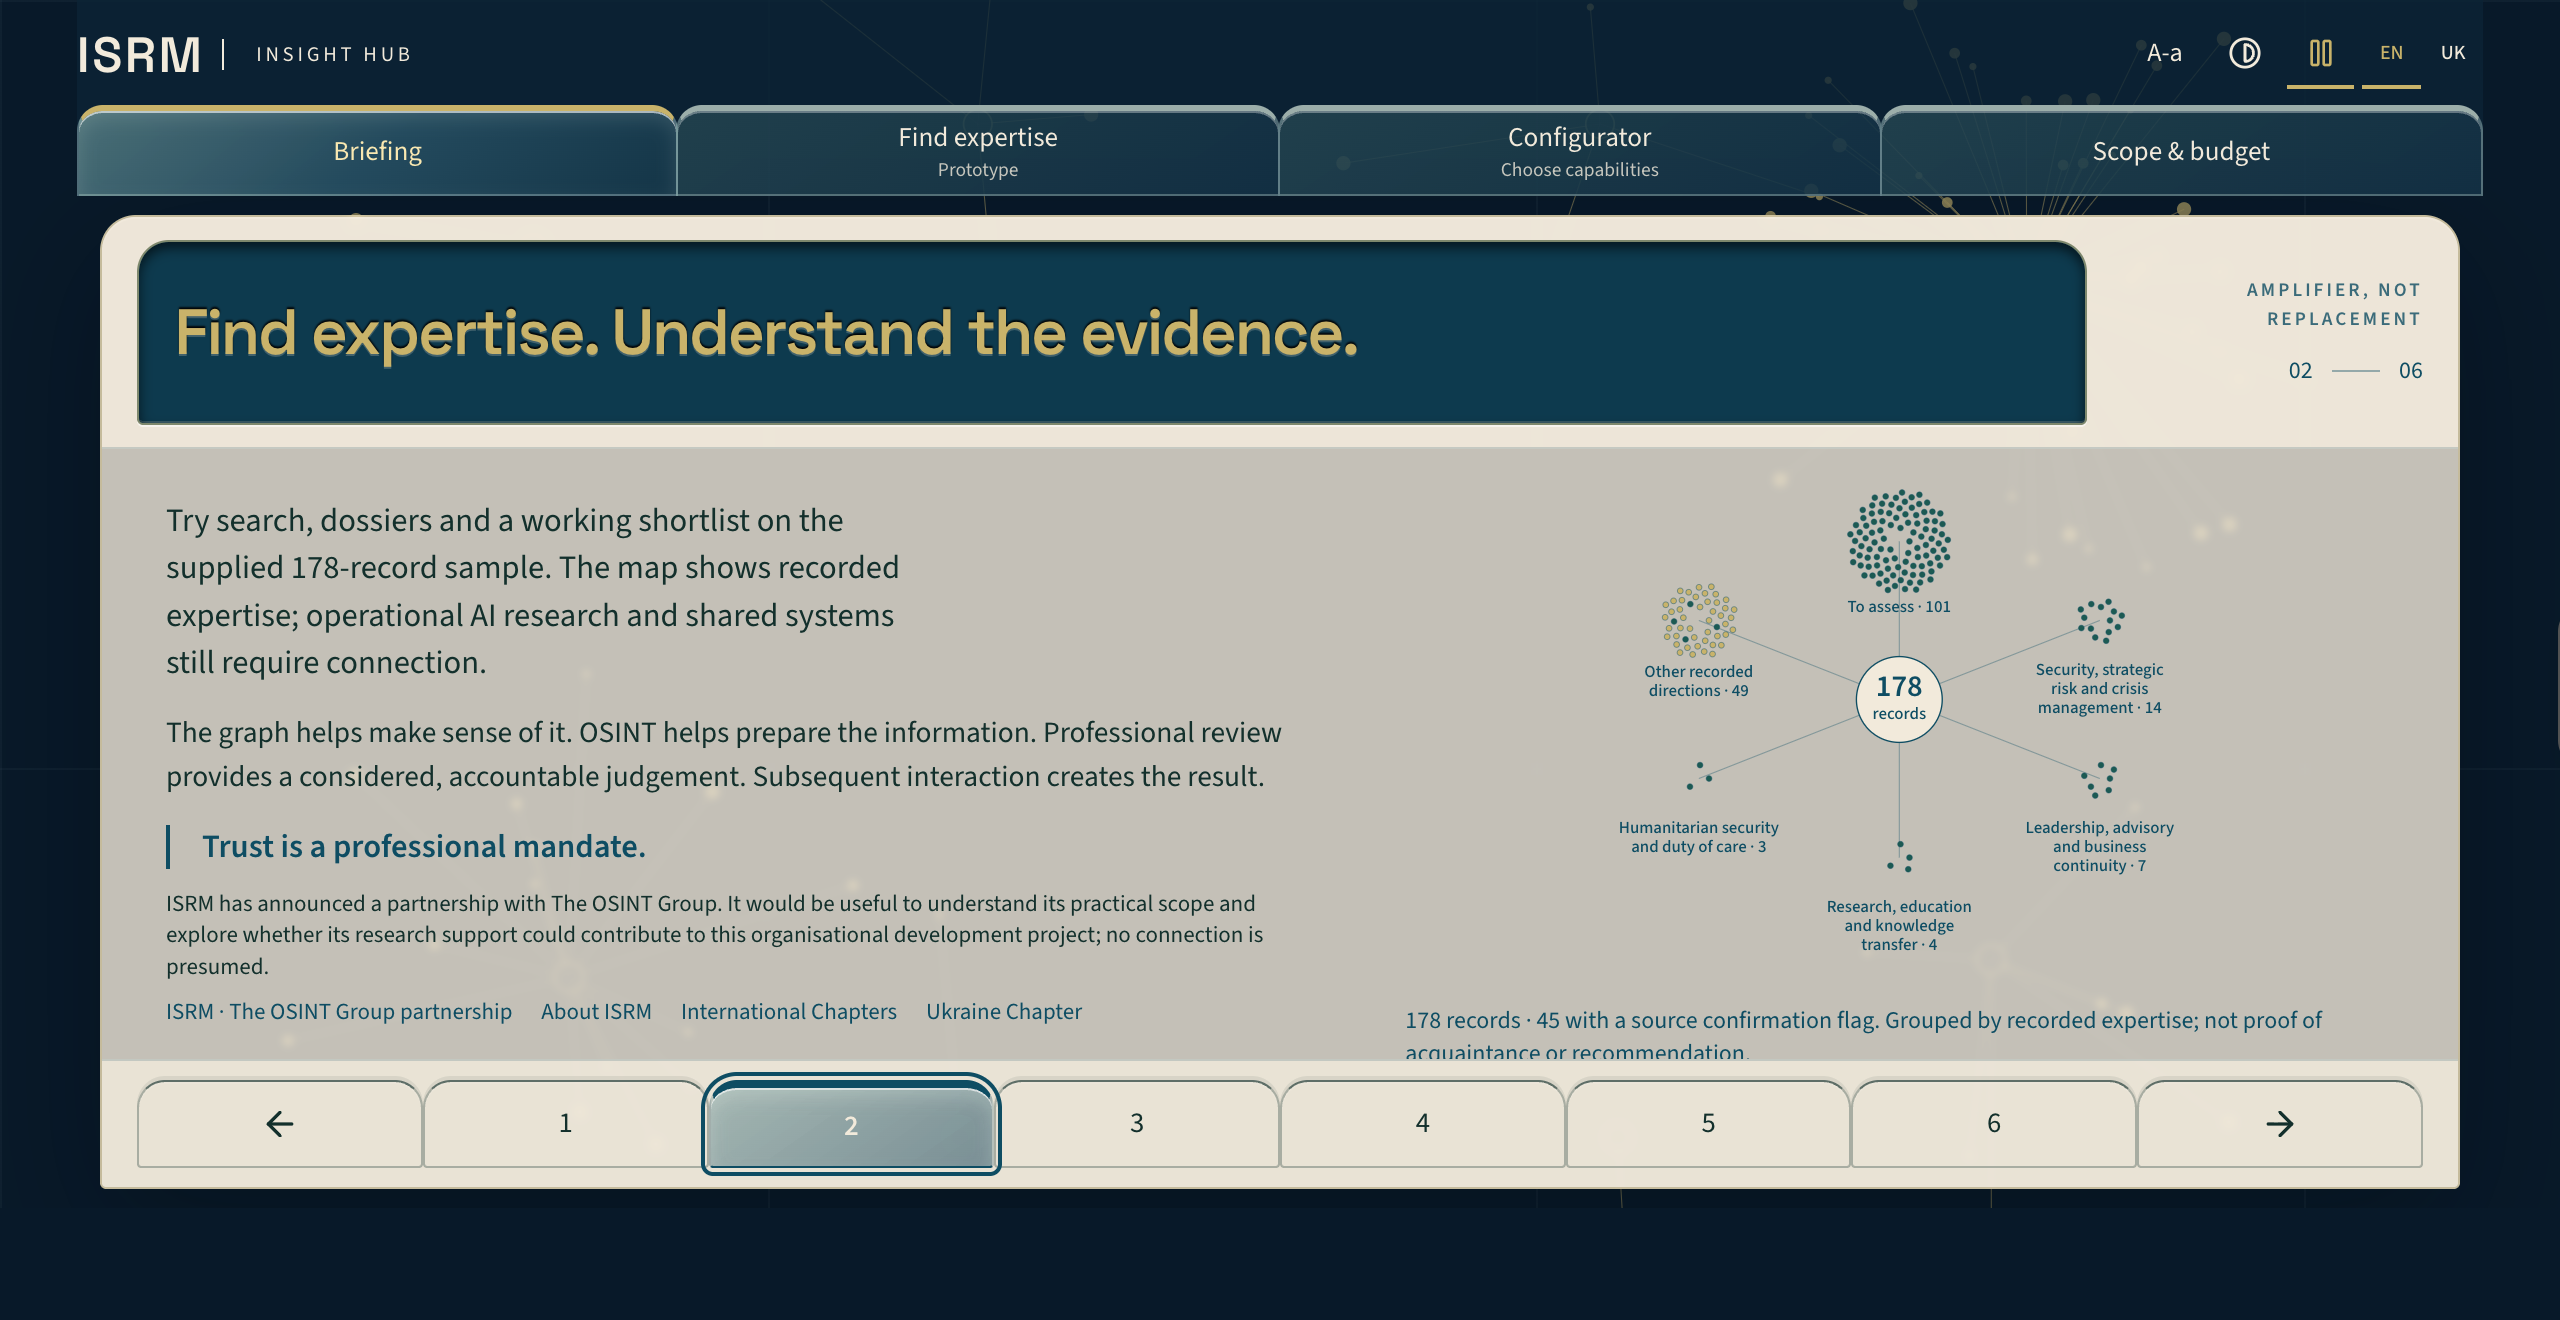 ISRM
INSIGHT HUB
A-a
EN
UK
Briefing
Find expertise
Prototype
Configurator
Choose capabilities
Scope & budget
Find expertise. Understand the evidence.
AMPLIFIER, NOT
REPLACEMENT
02
06
Try search, dossiers and a working shortlist on the
supplied 178-record sample. The map shows recorded
expertise; operational AI research and shared systems
still require connection.
The graph helps make sense of it. OSINT helps prepare the information. Professional review
provides a considered, accountable judgement. Subsequent interaction creates the result.
Trust is a professional mandate.
ISRM has announced a partnership with The OSINT Group. It would be useful to understand its practical scope and
explore whether its research support could contribute to this organisational development project; no connection is
presumed.
ISRM · The OSINT Group partnership
About ISRM
International Chapters
Ukraine Chapter
To assess · 101
Other recorded
directions · 49
Security, strategic
risk and crisis
management · 14
178
records
Humanitarian security
and duty of care · 3
Leadership, advisory
and business
continuity · 7
Research, education
and knowledge
transfer · 4
178 records · 45 with a source confirmation flag. Grouped by recorded expertise; not proof of
acquaintance or recommendation.
1
2
3
4
5
6